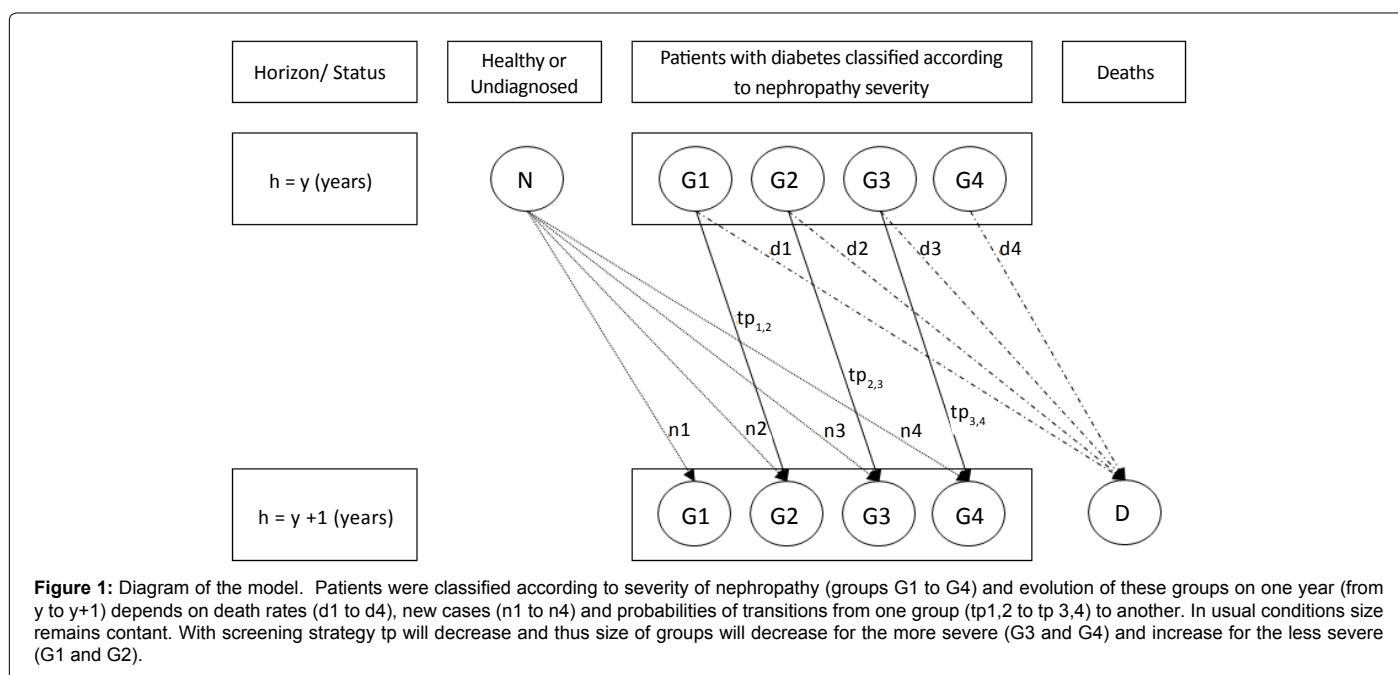 Horizon/ Status
Healthy or
Undiagnosed
Patients with diabetes classified according
to nephropathy severity
Deaths
h = y (years)
N
G1
G2
G3
G4
d1
d2
d3
d4
tp1,2
tp2,3
tp3,4
n1
n2
n3
n4
h = y +1 (years)
G1
G2
G3
G4
D
Figure 1: Diagram of the model. Patients were classified according to severity of nephropathy (groups G1 to G4) and evolution of these groups on one year (from
y to y+1) depends on death rates (d1 to d4), new cases (n1 to n4) and probabilities of transitions from one group (tp1,2 to tp 3,4) to another. In usual conditions size
remains contant. With screening strategy tp will decrease and thus size of groups will decrease for the more severe (G3 and G4) and increase for the less severe
(G1 and G2).